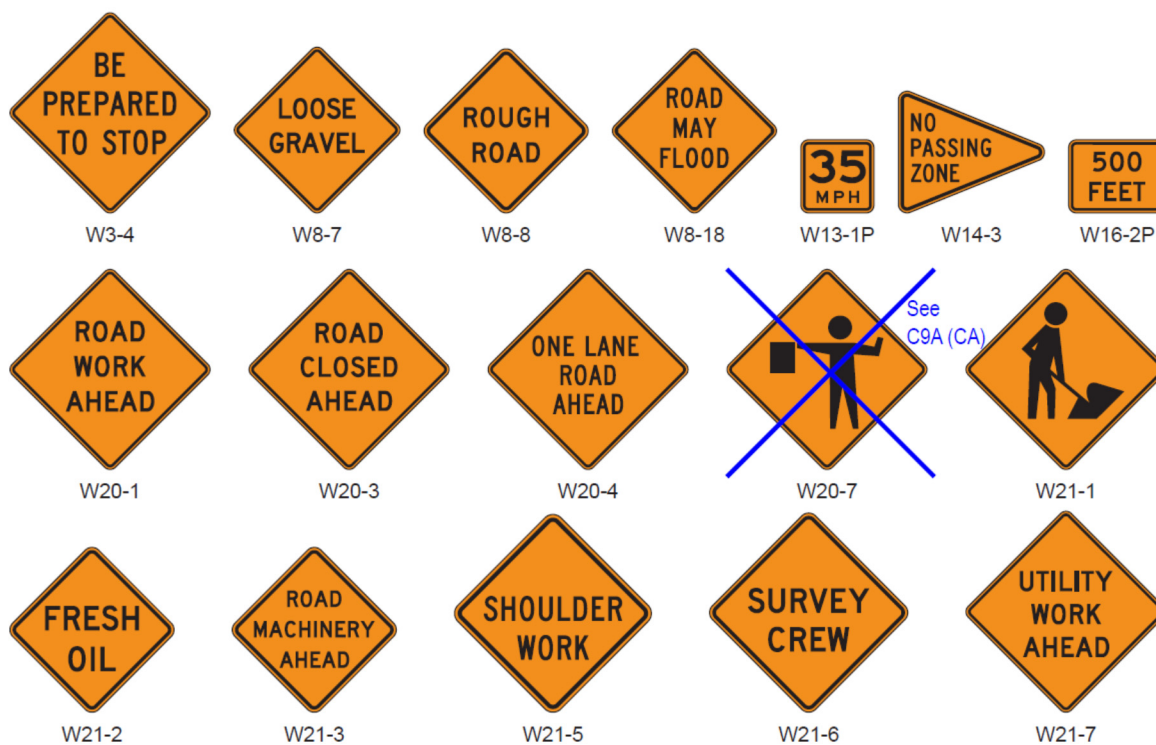 BE
PREPARED
TO STOP
LOOSE
GRAVEL
ROUGH
ROAD
ROAD
MAY
FLOOD
35
MPH
NO
PASSING
ZONE
500
FEET
W3-4
W8-7
W8-8
W8-18
W13-1P
W14-3
W16-2P
ROAD
WORK
AHEAD
ROAD
CLOSED
AHEAD
ONE LANE
ROAD
AHEAD
See
C9A (CA)
W20-1
W20-3
W20-4
W20-7
W21-1
FRESH
OIL
ROAD
MACHINERY
AHEAD
SHOULDER
WORK
SURVEY
CREW
UTILITY
WORK
AHEAD
W21-2
W21-3
W21-5
W21-6
W21-7